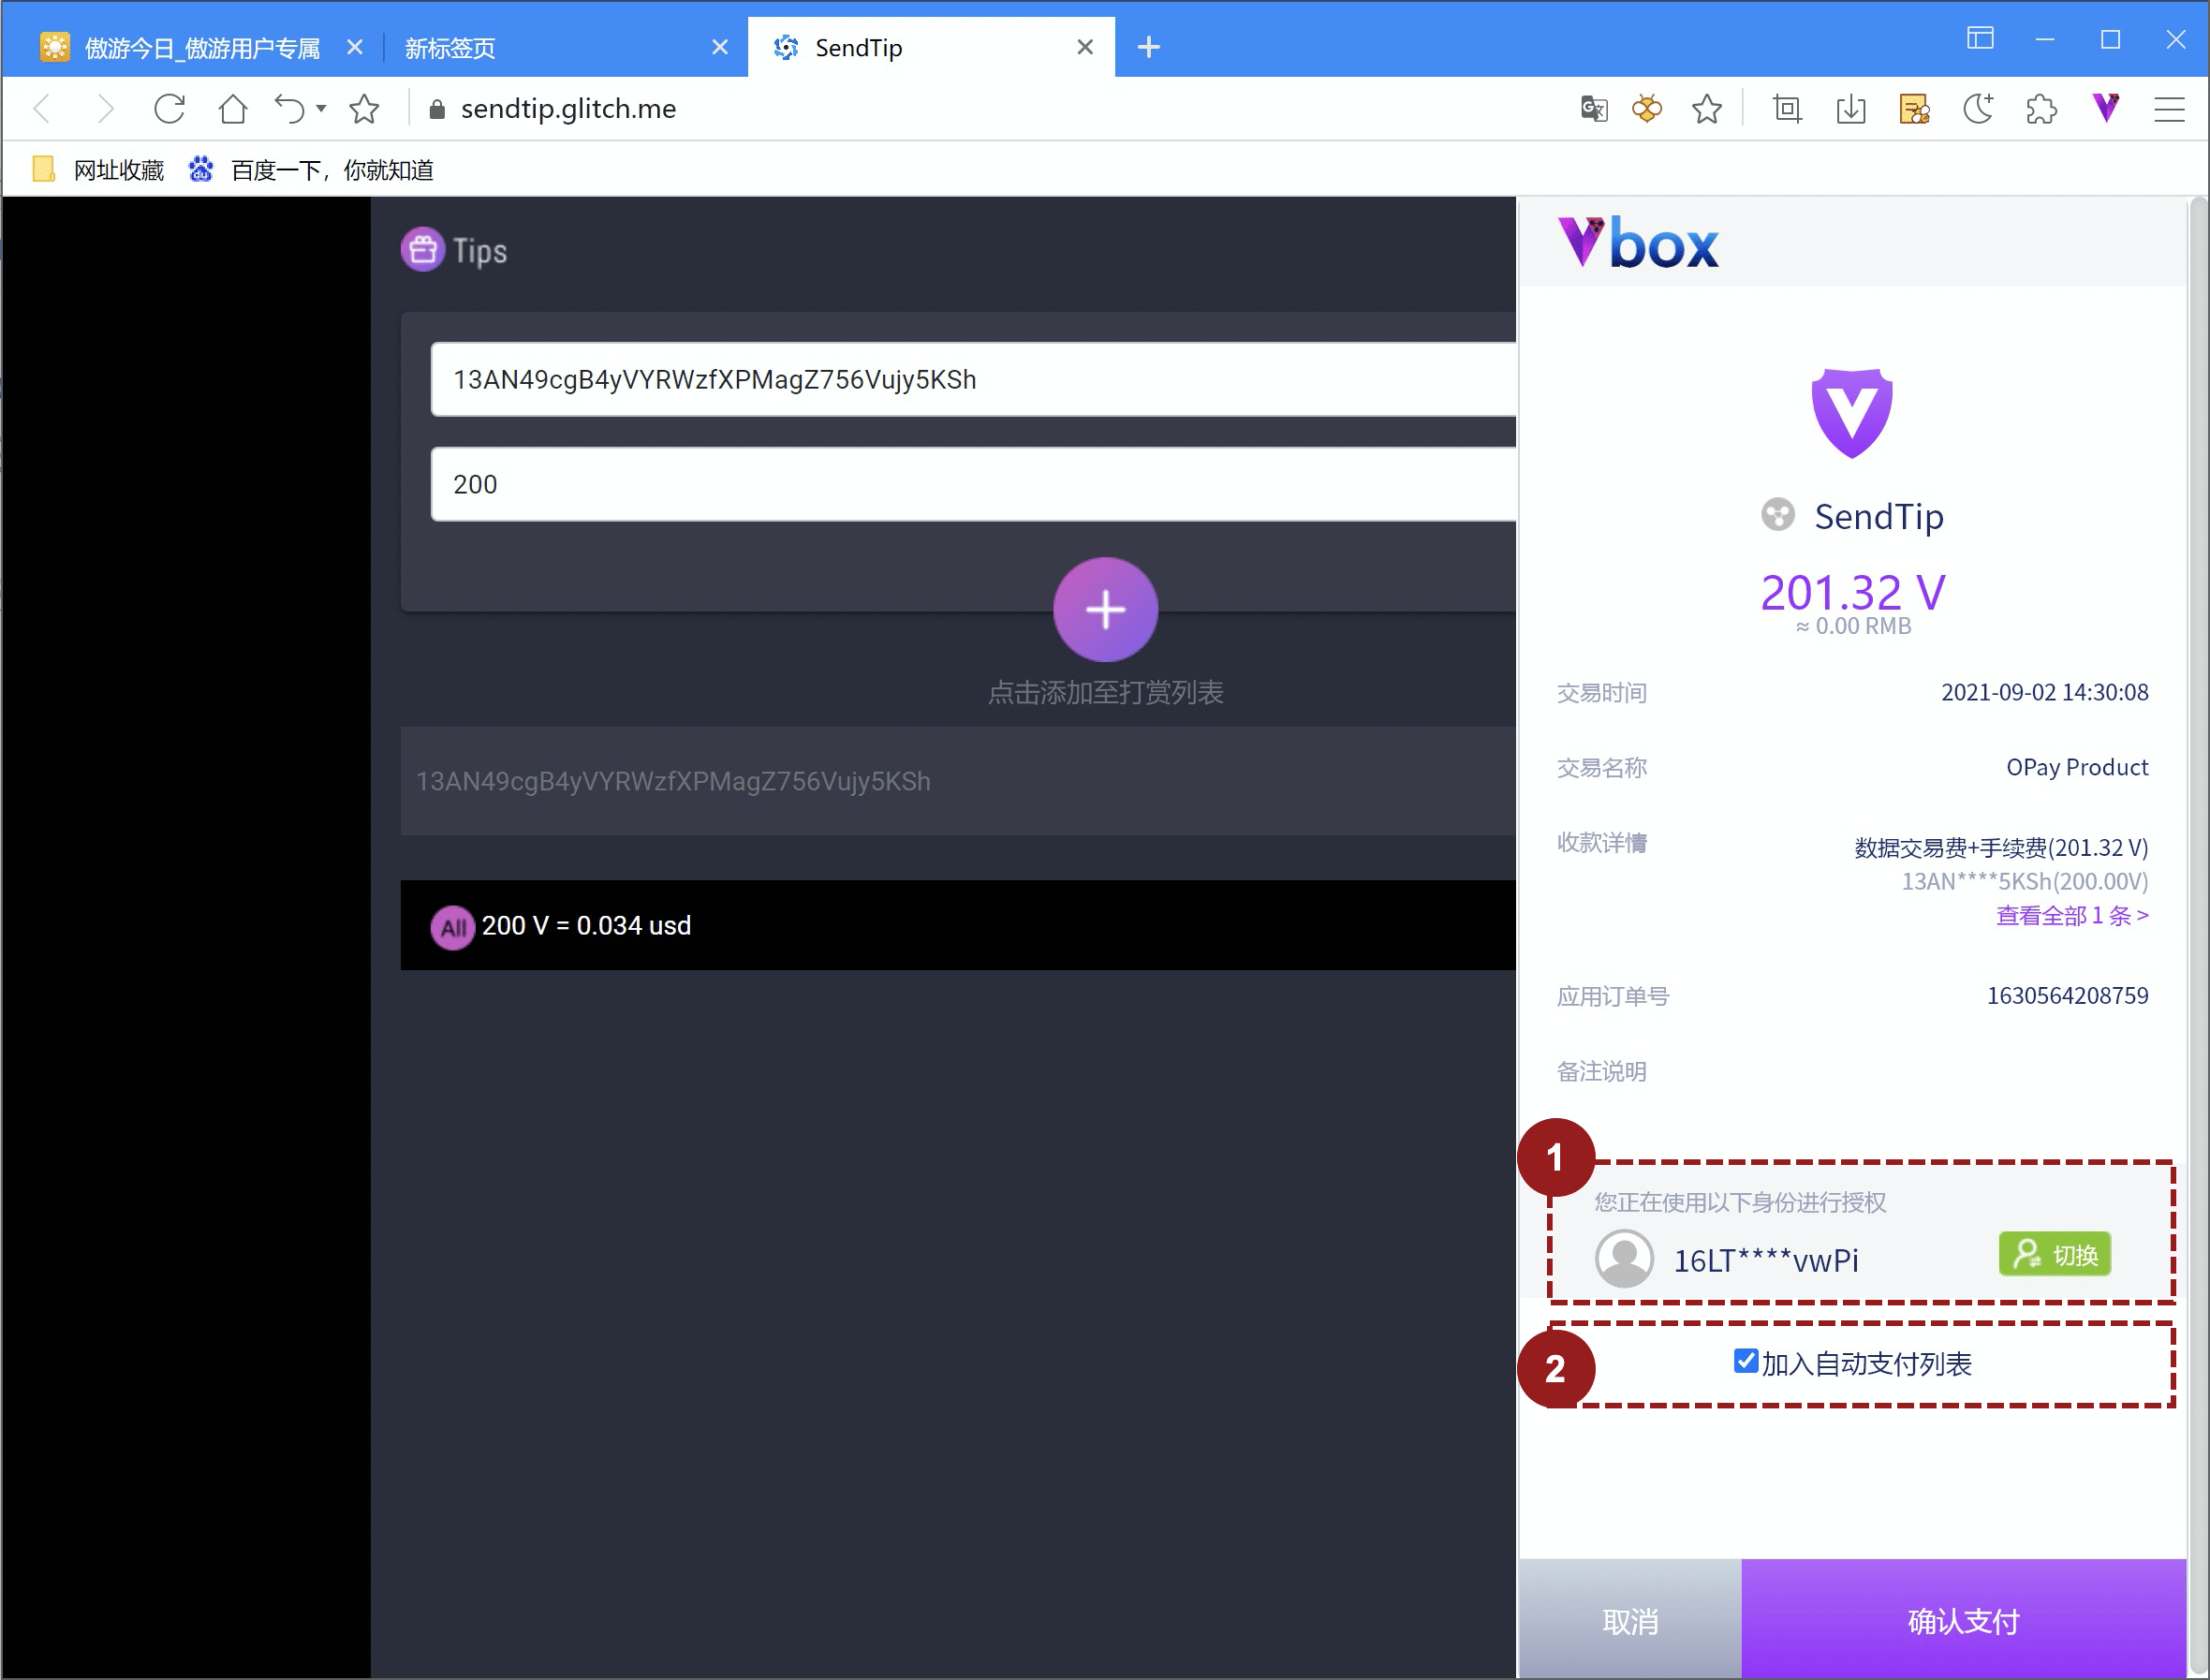 傲游今日_傲游用户专属
新标签页
SendTip
sendtip.glitch.me
网址收藏
du
百度一下，你就知道
Tips
13AN49cgB4yVYRWzfXPMagZ756Vujy5KSh
200
点击添加至打赏列表
13AN49cgB4yVYRWzfXPMagZ756Vujy5KSh
All 200 V = 0.034 usd
Vbox
SendTip
201.32 V
≈ 0.00 RMB
交易时间 2021-09-02 14:30:08
交易名称 OPay Product
收款详情 数据交易费+手续费(201.32 V)
13AN****5KSh(200.00V)
查看全部 1 条 >
应用订单号 1630564208759
备注说明
1
您正在使用以下身份进行授权
16LT****vwPi 切换
2
加入自动支付列表
取消 确认支付